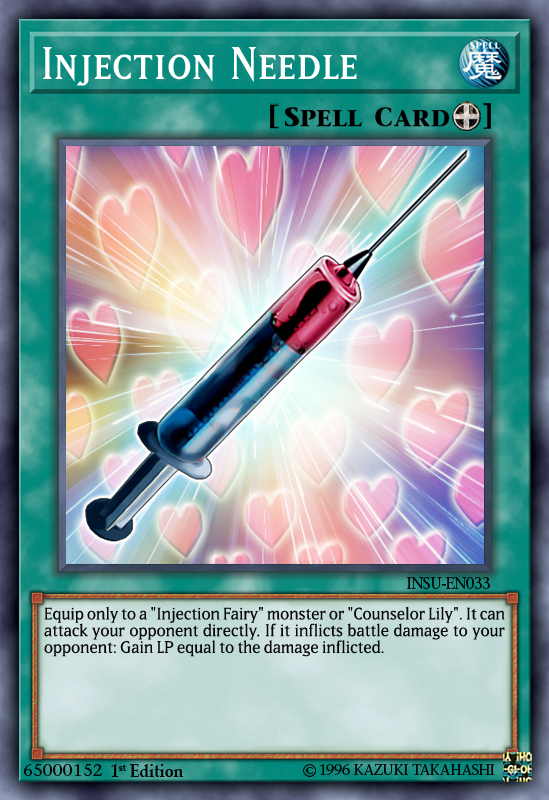 INJECTION NEEDLE
SPELL
魔
[SPELL CARD]
INSU-EN033
Equip only to a "Injection Fairy" monster or "Counselor Lily". It can
attack your opponent directly. If it inflicts battle damage to your
opponent: Gain LP equal to the damage inflicted.
65000152 1st Edition © 1996 KAZUKI TAKAHASHI